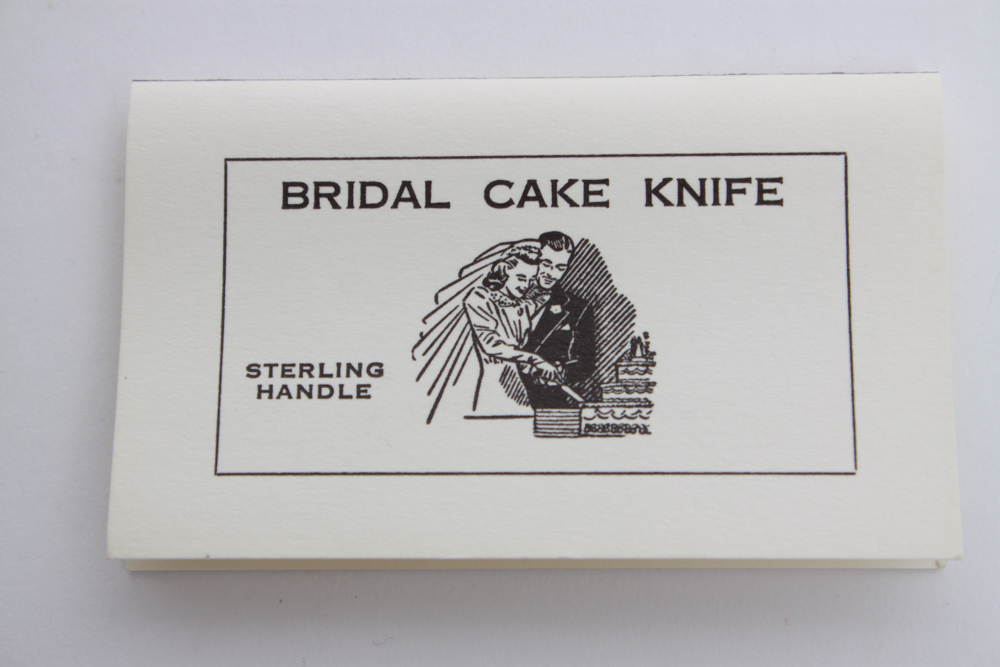 BRIDAL CAKE KNIFE
STERLING
HANDLE